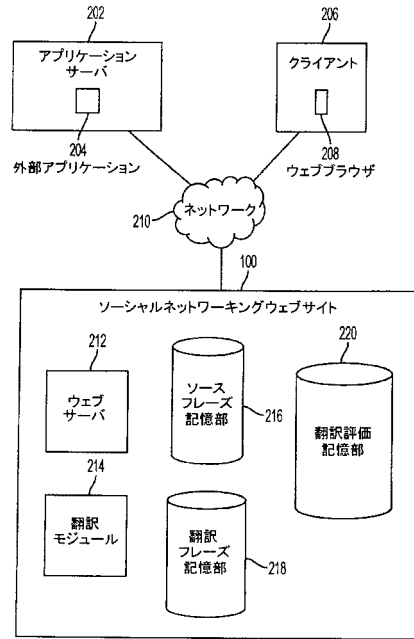 202
アプリケーション
サーバ
204
外部アプリケーション
206
クライアント
208
ウェブブラウザ
210
ネットワーク
100
ソーシャルネットワーキングウェブサイト
212
ウェブ
サーバ
214
翻訳
モジュール
ソース
フレーズ
記憶部
216
翻訳
フレーズ
記憶部
218
220
翻訳評価
記憶部